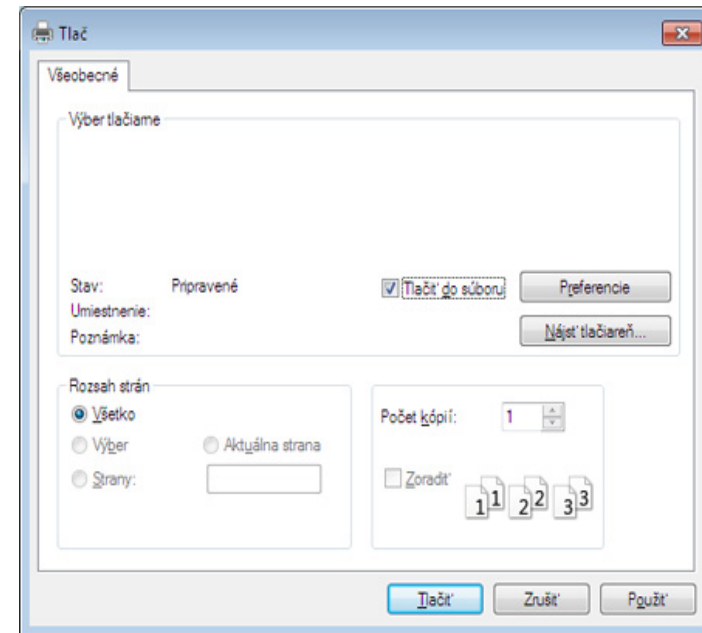 Tlač
Všeobecné
Výber tlačiarne
Stav: Pripravené
Tlačiť do súboru
Preferencie
Umiestnenie:
Poznámka:
Nájsť tlačiareň...
Rozsah strán
Všetko
Výber
Aktuálna strana
Strany:
Počet kópií: 1
Zoradiť
1 1 2 2 3 3
Tlačiť
Zrušiť
Použiť